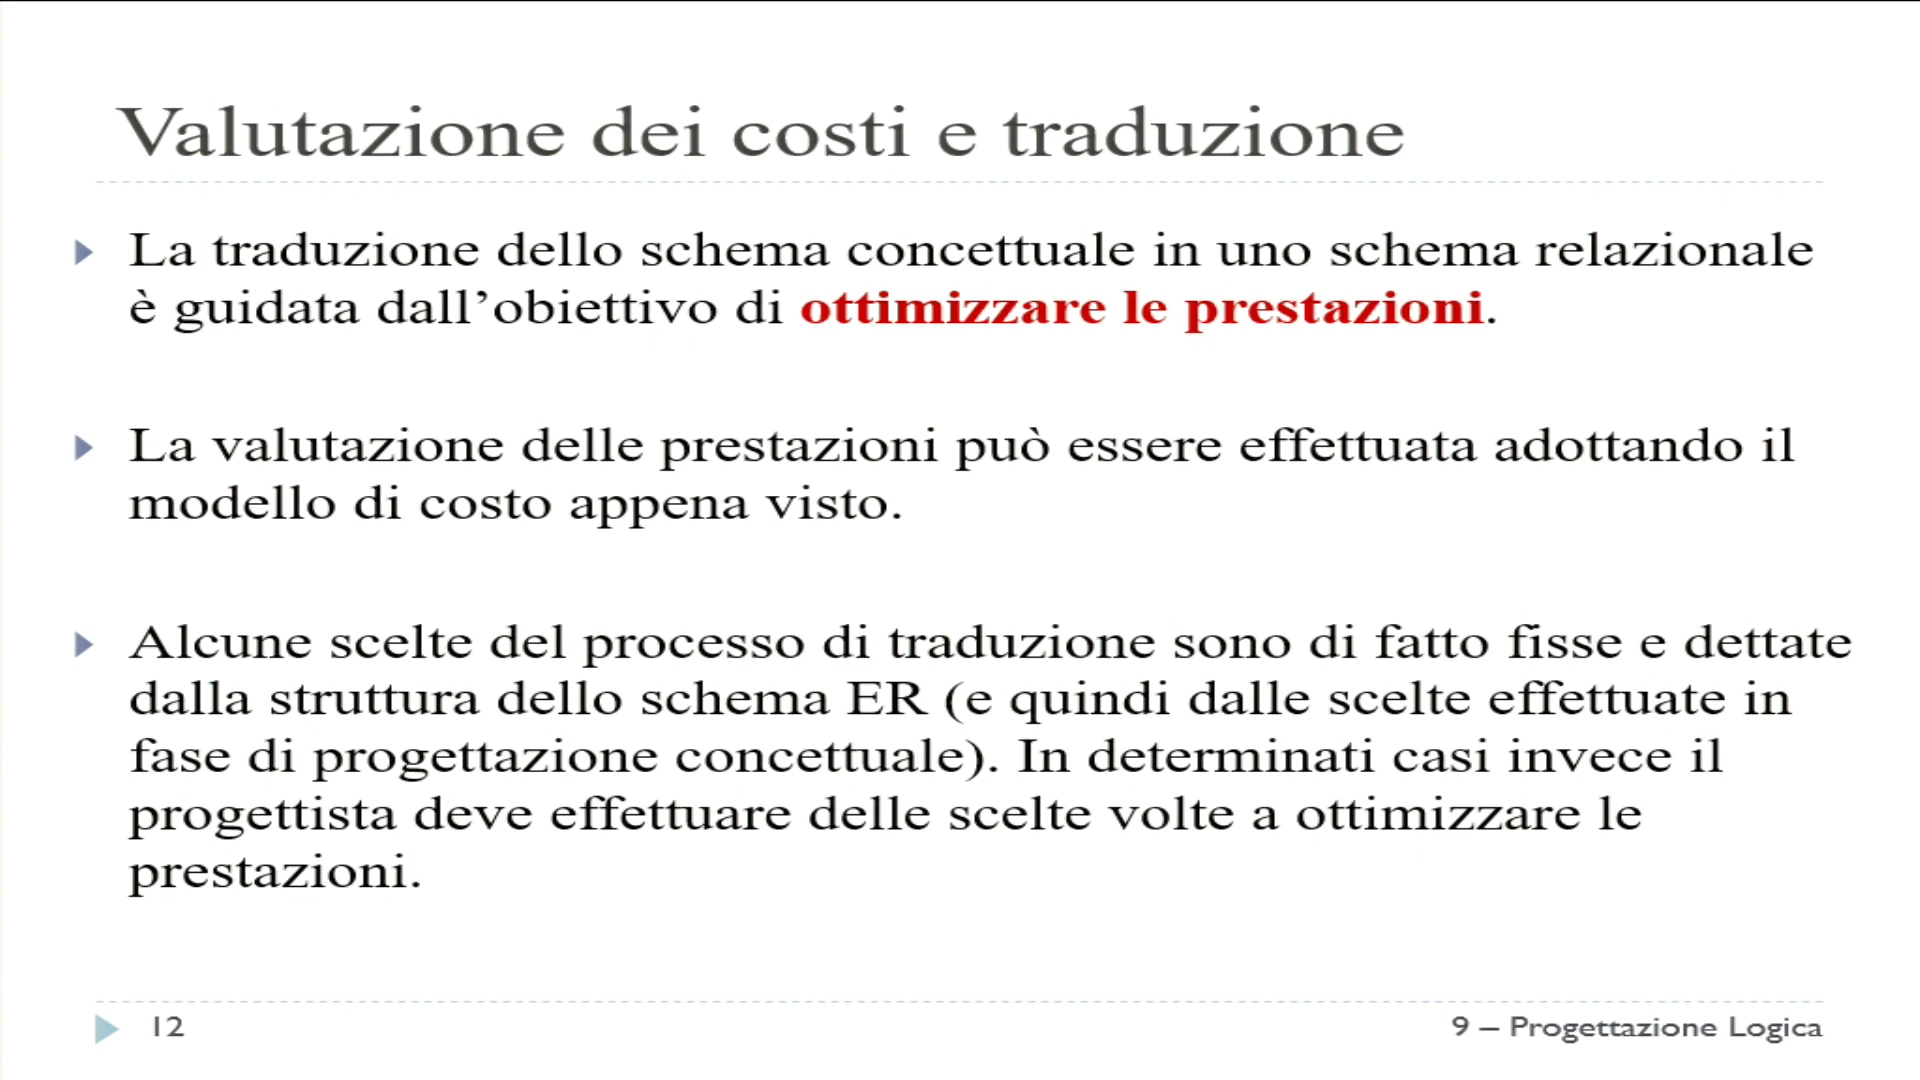 Valutazione dei costi e traduzione
La traduzione dello schema concettuale in uno schema relazionale
è guidata dall’obiettivo di ottimizzare le prestazioni.
La valutazione delle prestazioni può essere effettuata adottando il
modello di costo appena visto.
Alcune scelte del processo di traduzione sono di fatto fisse e dettate
dalla struttura dello schema ER (e quindi dalle scelte effettuate in
fase di progettazione concettuale). In determinati casi invece il
progettista deve effettuare delle scelte volte a ottimizzare le
prestazioni.
12
9 – Progettazione Logica